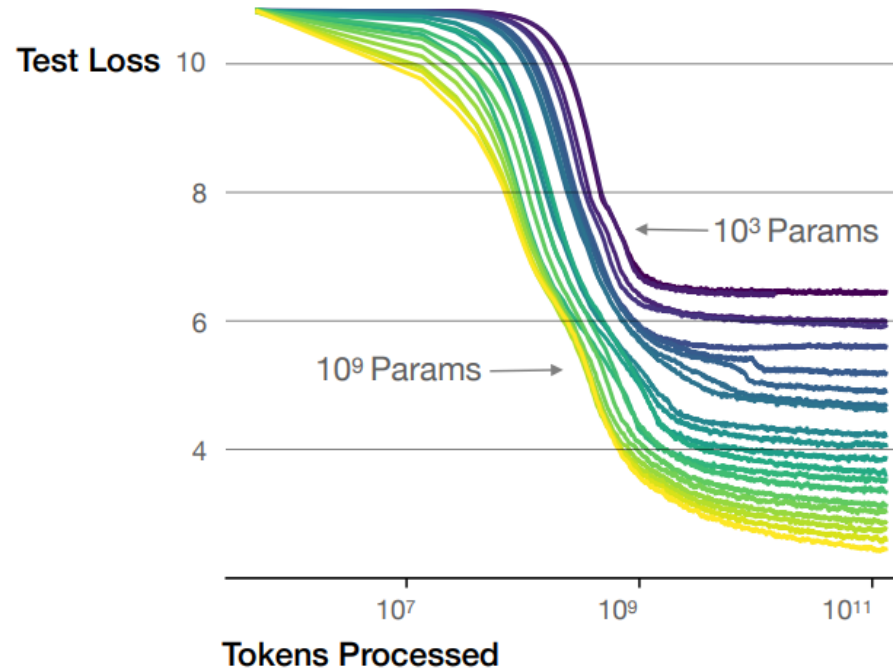 Test Loss
10
8
6
4
10³ Params
10⁹ Params
10⁷
10⁹
10¹¹
Tokens Processed